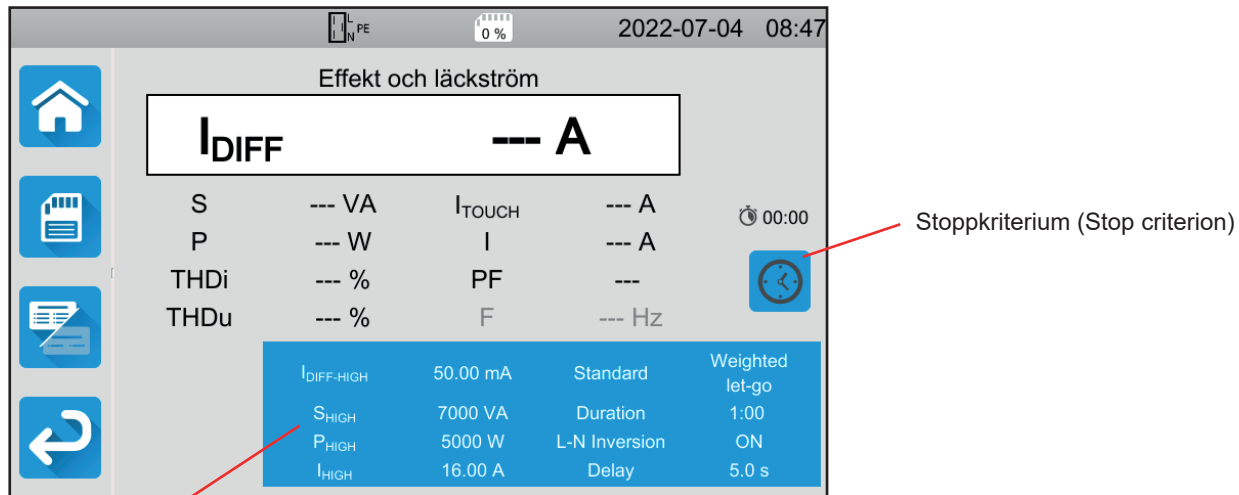 L N PE 0 % 2022-07-04 08:47
Effekt och läckström
IDIFF --- A
S --- VA ITOUCH --- A
00:00
P --- W I --- A
THDi --- % PF ---
THDu --- % F --- Hz
IDIFF-HIGH 50.00 mA Standard Weighted let-go
SHIGH 7000 VA Duration 1:00
PHIGH 5000 W L-N Inversion ON
IHIGH 16.00 A Delay 5.0 s
Stoppkriterium (Stop criterion)